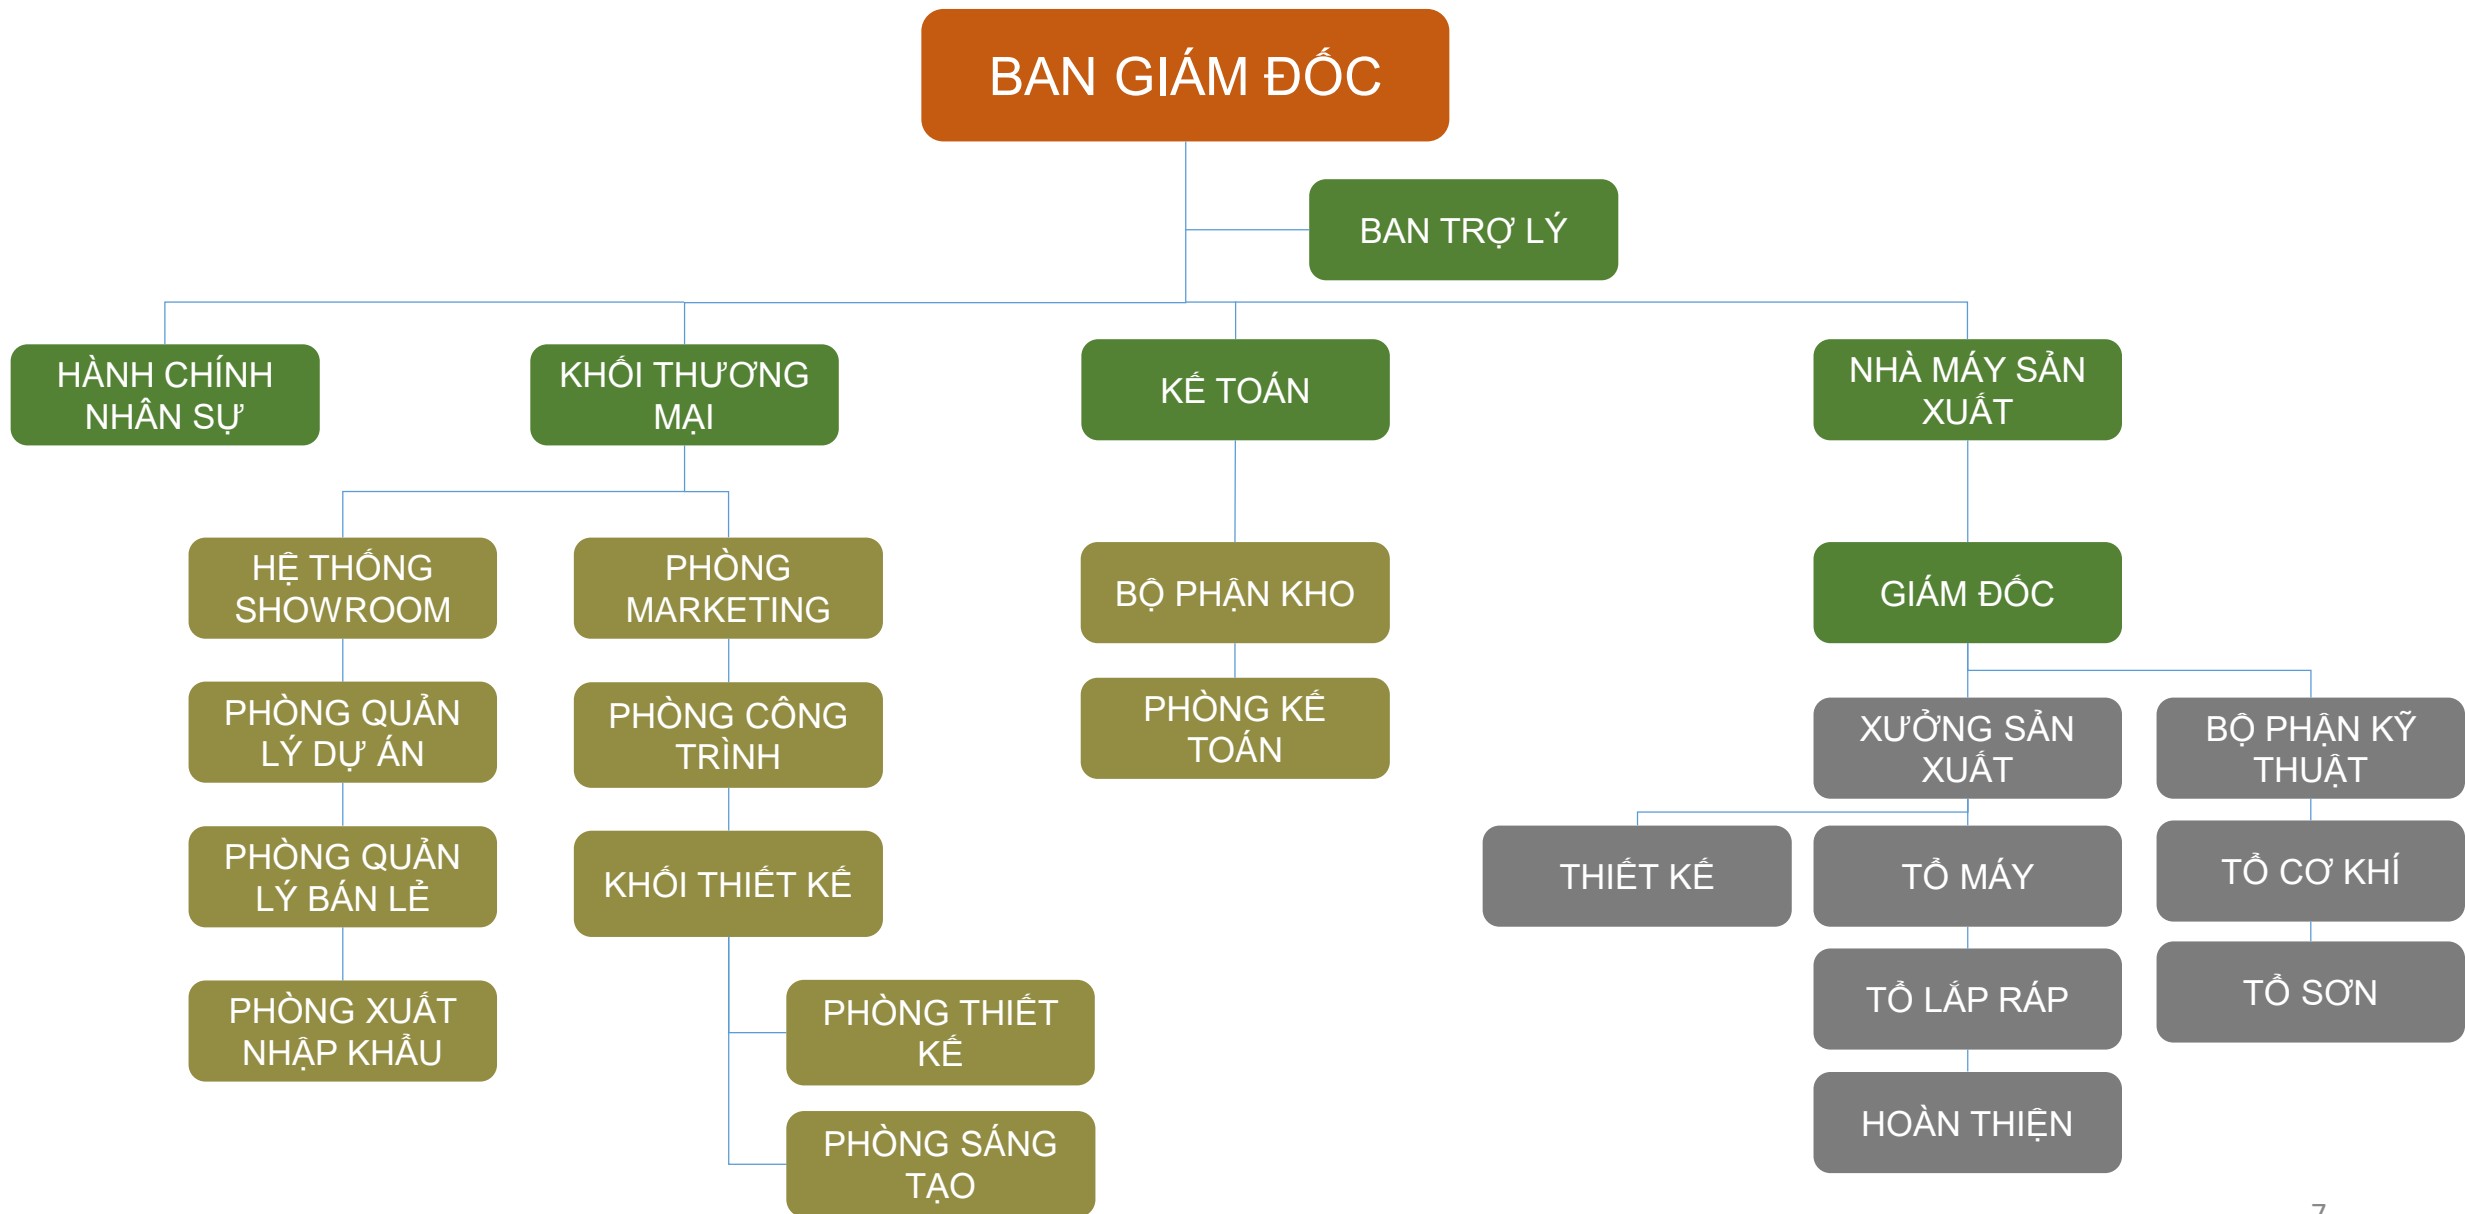 BAN GIÁM ĐỐC
BAN TRỢ LÝ
HÀNH CHÍNH
NHÂN SỰ
KHỐI THƯƠNG
MẠI
KẾ TOÁN
NHÀ MÁY SẢN
XUẤT
HỆ THỐNG
SHOWROOM
PHÒNG
MARKETING
BỘ PHẬN KHO
GIÁM ĐỐC
PHÒNG QUẢN
LÝ DỰ ÁN
PHÒNG CÔNG
TRÌNH
PHÒNG KẾ
TOÁN
XƯỞNG SẢN
XUẤT
BỘ PHẬN KỸ
THUẬT
PHÒNG QUẢN
LÝ BÁN LẺ
KHỐI THIẾT KẾ
THIẾT KẾ
TỔ MÁY
TỔ CƠ KHÍ
PHÒNG XUẤT
NHẬP KHẨU
PHÒNG THIẾT
KẾ
TỔ LẮP RÁP
TỔ SƠN
PHÒNG SÁNG
TẠO
HOÀN THIỆN
7